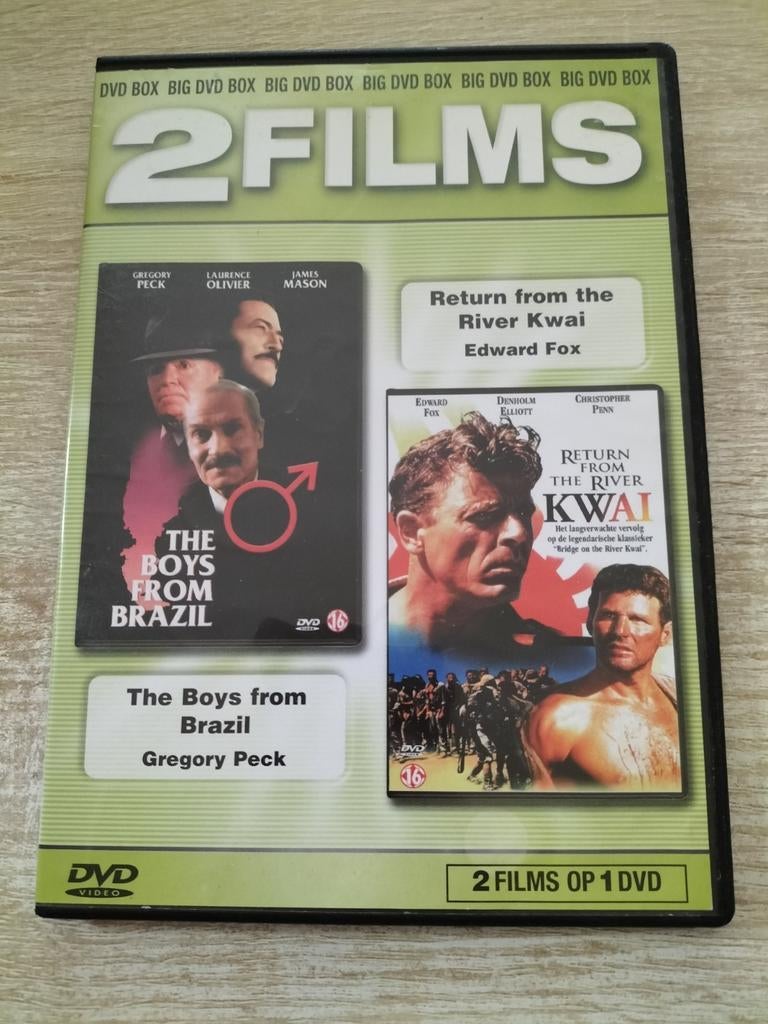 DVD BOX BIG DVD BOX BIG DVD BOX BIG DVD BOX BIG DVD BOX BIG DVD BOX
2FILMS
GREGORY PECK LAURENCE OLIVIER JAMES MASON
THE
BOYS
FROM
BRAZIL
DVD
VIDEO
16
The Boys from
Brazil
Gregory Peck
Return from the
River Kwai
Edward Fox
EDWARD FOX DENHOLM ELLIOTT CHRISTOPHER PENN
RETURN
FROM
THE RIVER
KWAI
Het langverwachte vervolg
op de legendarische klassieker
"Bridge on the River Kwai".
DVD
VIDEO
16
DVD
VIDEO
2 FILMS OP 1 DVD